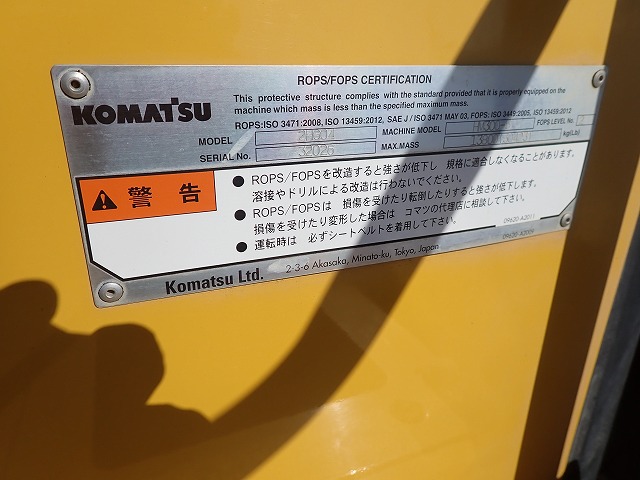 ROPS/FOPS CERTIFICATION
KOMATSU
This protective structure complies with the standard provided that it is properly equipped on the
machine which mass is less than the specified maximum mass.
ROPS:ISO 3471:2008, ISO 13459:2012, SAE J / ISO 3471 MAY 03, FOPS: ISO 3449:2005, ISO 13459:2012
MODEL MACHINE MODEL HM300 FOPS LEVEL No.
SERIAL No. 32026 MAX.MASS kg(Lb)
警告
● ROPS/FOPSを改造すると強さが低下し 規格に適合しなくなることがあります。
溶接やドリルによる改造は行わないでください。
● ROPS/FOPSは 損傷を受けたり転倒したりすると強さが低下します。
損傷を受けたり変形した場合は コマツの代理店に相談して下さい。
● 運転時は 必ずシートベルトを着用して下さい。
09620-A2011
09620-A2009
Komatsu Ltd. 2-3-6 Akasaka, Minato-ku, Tokyo, Japan